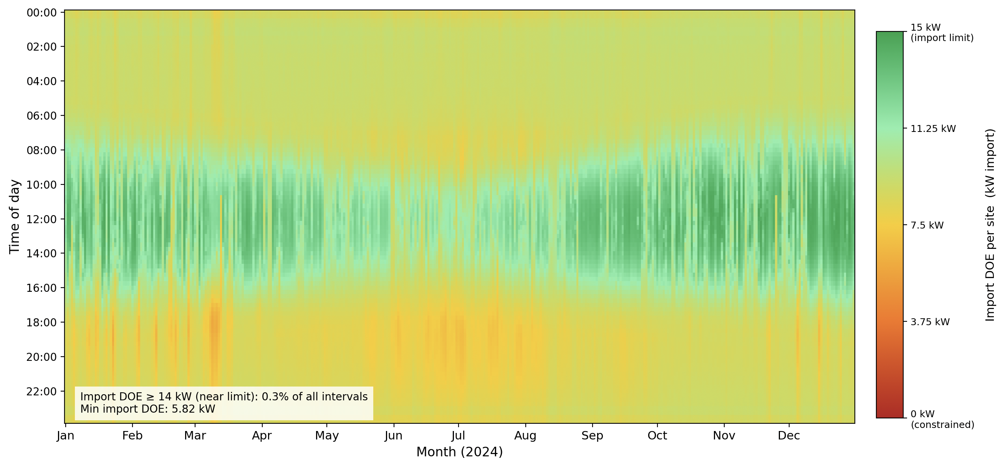 00:00
02:00
04:00
06:00
08:00
10:00
12:00
14:00
16:00
18:00
20:00
22:00
Time of day
Import DOE ≥ 14 kW (near limit): 0.3% of all intervals
Min import DOE: 5.82 kW
Jan Feb Mar Apr May Jun Jul Aug Sep Oct Nov Dec
Month (2024)
15 kW
(import limit)
11.25 kW
7.5 kW
3.75 kW
0 kW
(constrained)
Import DOE per site (kW import)